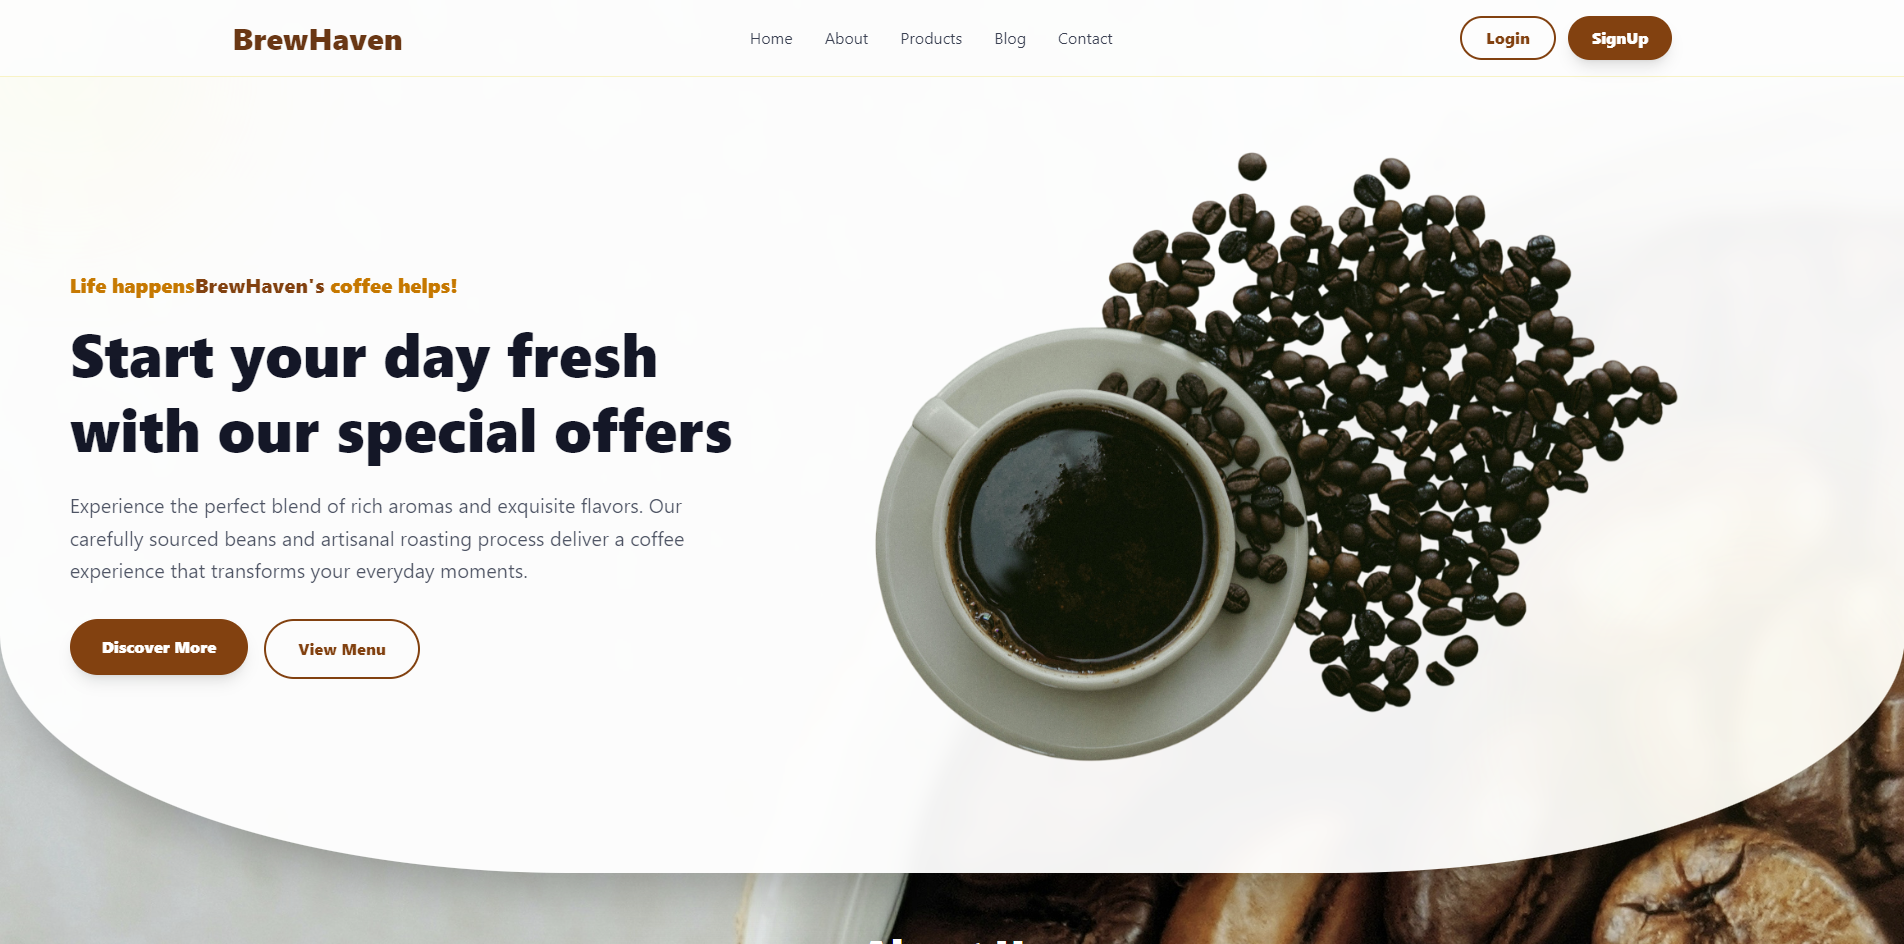 BrewHaven
Home About Products Blog Contact
Login SignUp
Life happensBrewHaven's coffee helps!
Start your day fresh
with our special offers
Experience the perfect blend of rich aromas and exquisite flavors. Our
carefully sourced beans and artisanal roasting process deliver a coffee
experience that transforms your everyday moments.
Discover More View Menu